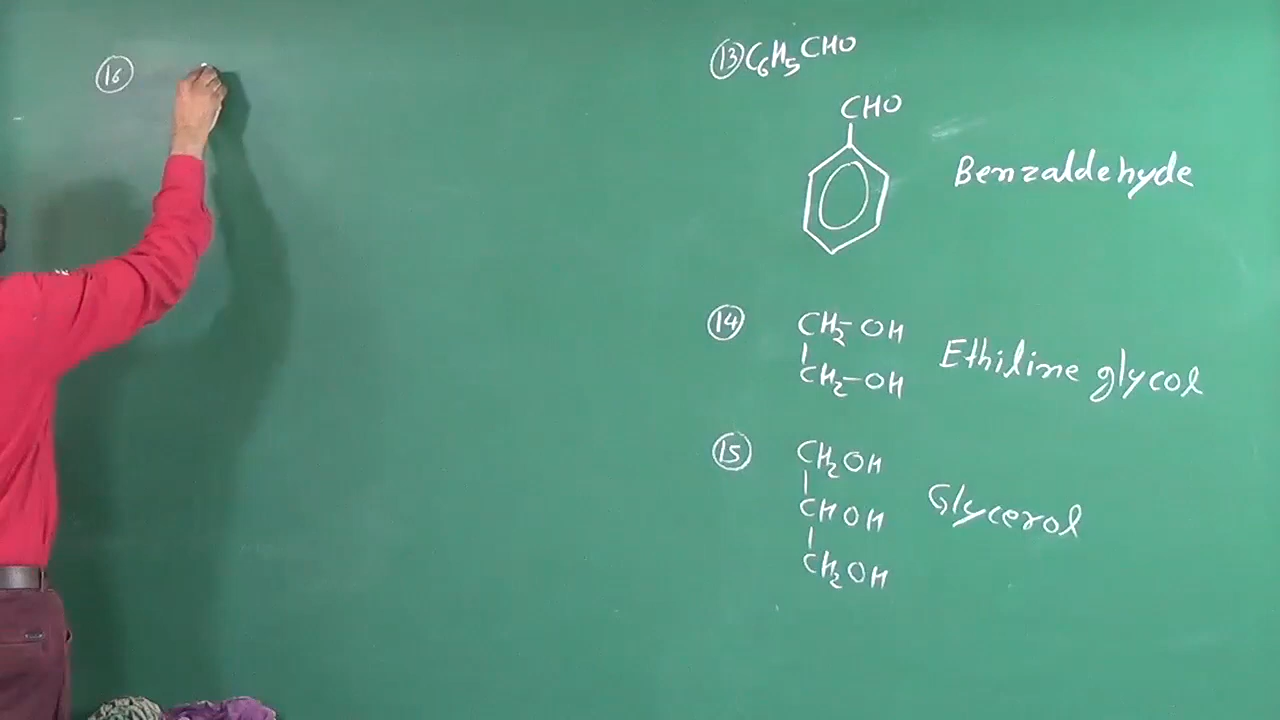 16
13 C6H5CHO
CHO
Benzaldehyde
14 CH2-OH
CH2-OH
Ethiline glycol
15 CH2OH
CHOH
CH2OH
Glycerol